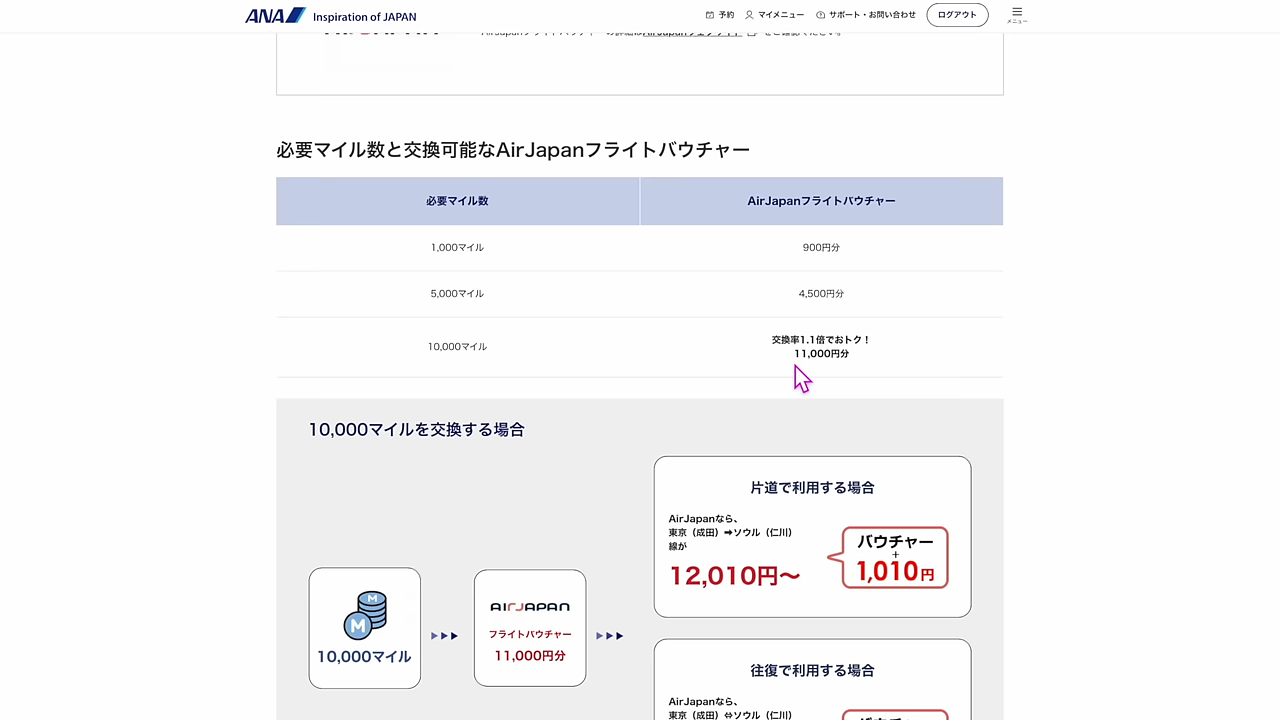 ANA Inspiration of JAPAN
予約 マイメニュー サポート・お問い合わせ ログアウト
メニュー
必要マイル数と交換可能なAirJapanフライトバウチャー
必要マイル数 AirJapanフライトバウチャー
1,000マイル 900円分
5,000マイル 4,500円分
10,000マイル 交換率1.1倍でおトク！
11,000円分
10,000マイルを交換する場合
片道で利用する場合
AirJapanなら、
東京（成田）➡ソウル（仁川）
線が
12,010円〜
バウチャー
+
1,010円
M
M
10,000マイル
AIRJAPAN
フライトバウチャー
11,000円分
往復で利用する場合
AirJapanなら、
東京（成田）⇔ソウル（仁川）